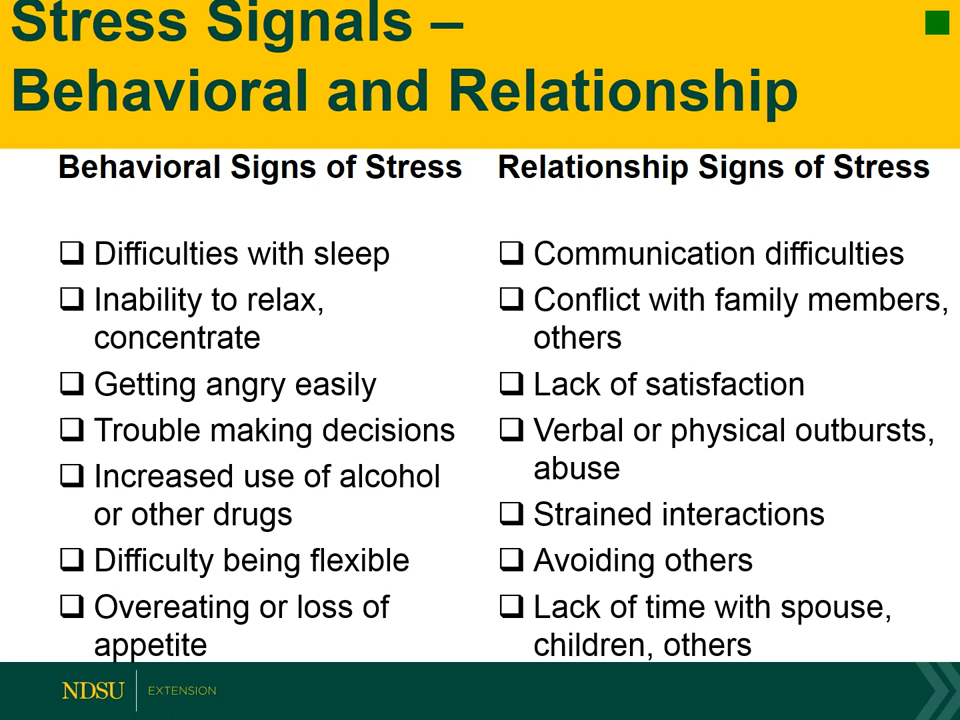 Stress Signals –
Behavioral and Relationship
Behavioral Signs of Stress
Difficulties with sleep
Inability to relax,
concentrate
Getting angry easily
Trouble making decisions
Increased use of alcohol
or other drugs
Difficulty being flexible
Overeating or loss of
appetite
Relationship Signs of Stress
Communication difficulties
Conflict with family members,
others
Lack of satisfaction
Verbal or physical outbursts,
abuse
Strained interactions
Avoiding others
Lack of time with spouse,
children, others
NDSU EXTENSION